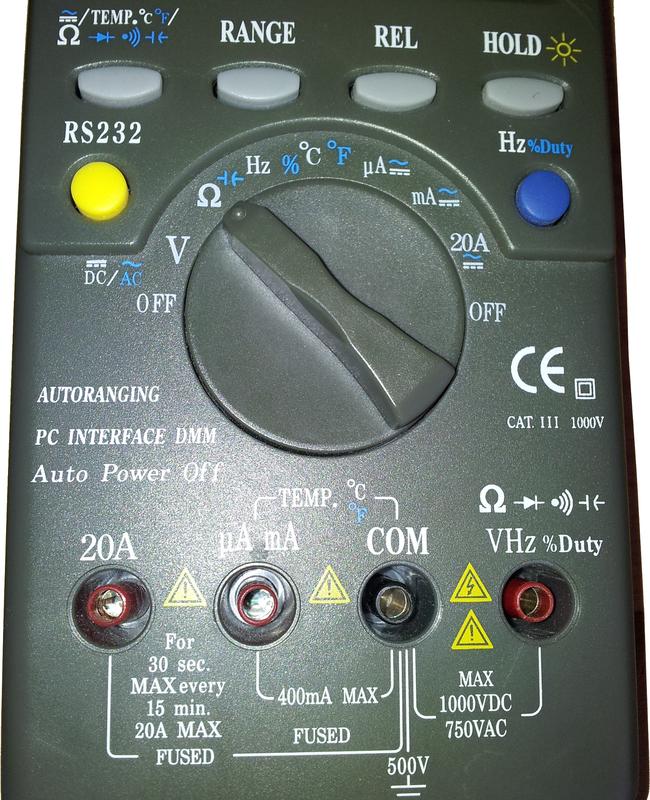 Ω/TEMP.°C°F/
RANGE
REL
HOLD
RS232
Hz %Duty
Ω Hz % °C °F µA mA 20A
V
DC/AC
OFF
OFF
CE
CAT. III 1000V
AUTORANGING
PC INTERFACE DMM
Auto Power Off
TEMP. °C
°F
Ω
20A
µA mA
COM
VHz %Duty
For
30 sec.
MAX every
15 min.
20A MAX
FUSED
400mA MAX
FUSED
MAX
1000VDC
750VAC
500V